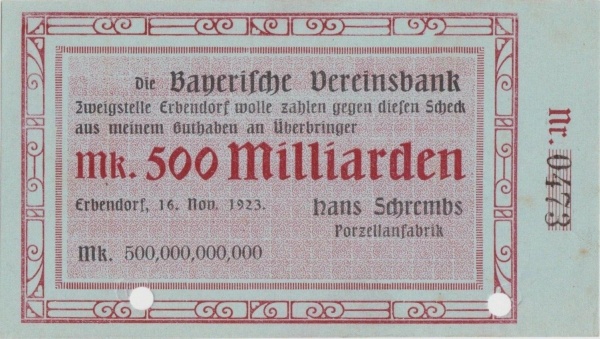 Die Bayerische Vereinsbank
Zweigstelle Erbendorf wolle zahlen gegen diesen Scheck
aus meinem Guthaben an Überbringer
Mk. 500 Milliarden
Erbendorf, 16. Nov. 1923.
Hans Schrembs
Porzellanfabrik
Mk. 500,000,000,000
Nr. 0473